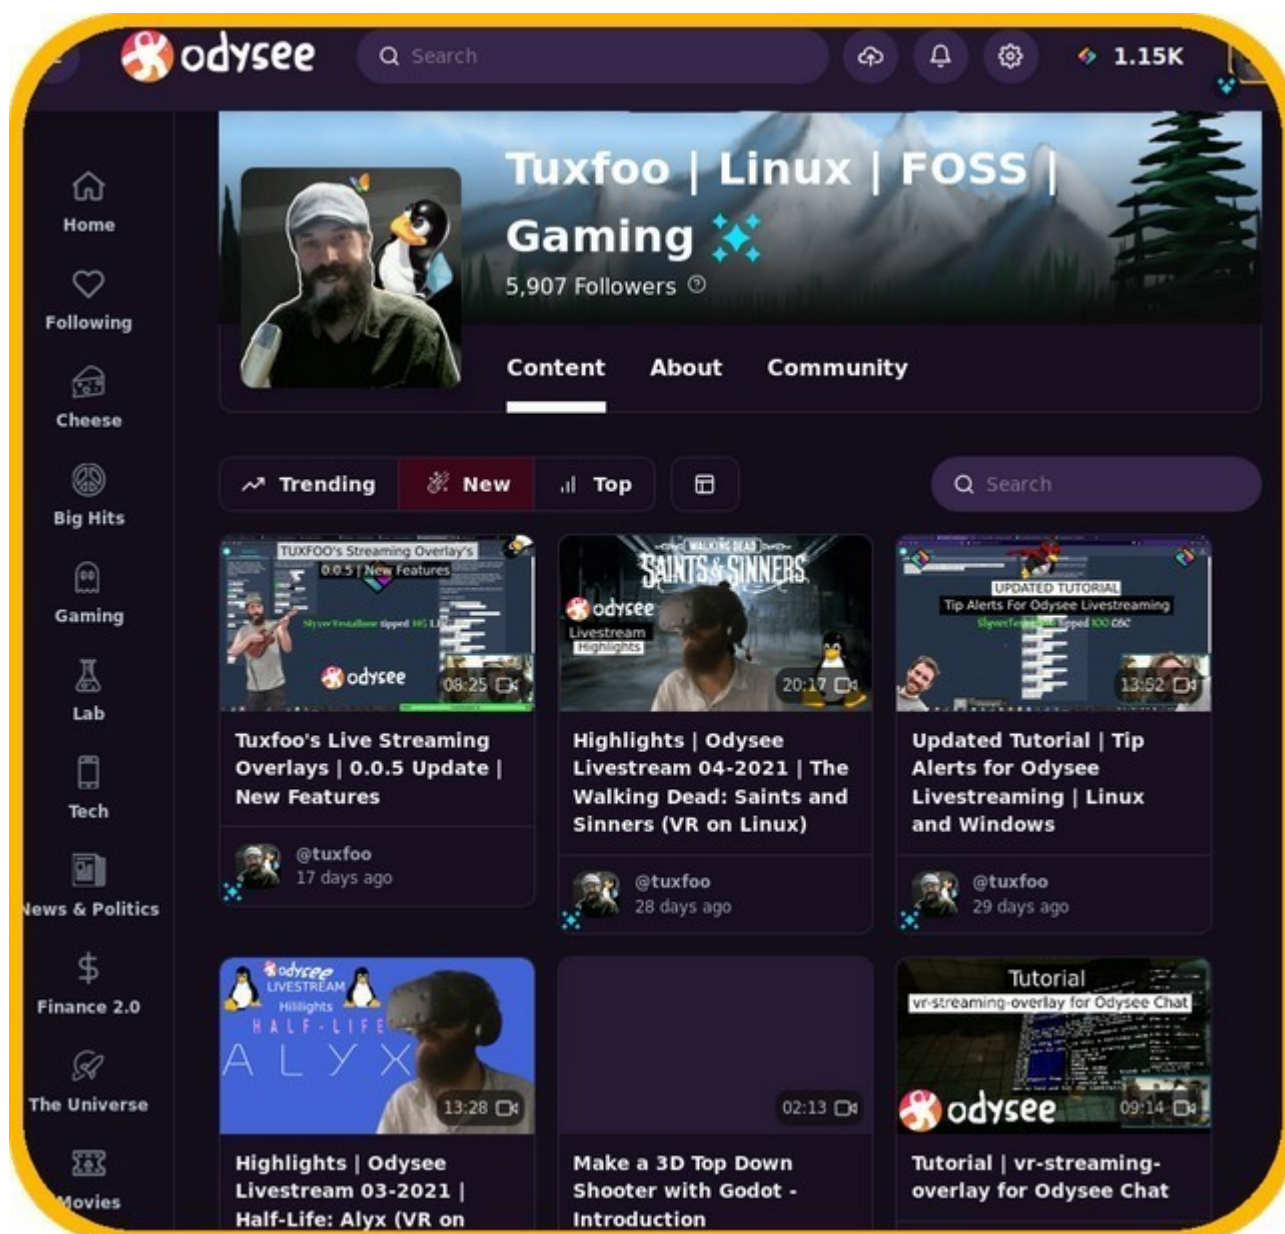 odysee
Search
1.15K
Home
Following
Cheese
Big Hits
Gaming
Lab
Tech
News & Politics
Finance 2.0
The Universe
Movies
Tuxfoo | Linux | FOSS |
Gaming
5,907 Followers
Content About Community
Trending New Top
Search
TUXFOO's Streaming Overlay's
0.0.5 | New Features
tipped
odysee
08:25
Tuxfoo's Live Streaming
Overlays | 0.0.5 Update |
New Features
@tuxfoo
17 days ago
WALKING DEAD
SAINTS & SINNERS
odysee
Livestream
Highlights
20:17
Highlights | Odysee
Livestream 04-2021 | The
Walking Dead: Saints and
Sinners (VR on Linux)
@tuxfoo
28 days ago
UPDATED TUTORIAL
Tip Alerts For Odysee Livestreaming
tipped 100
13:52
Updated Tutorial | Tip
Alerts for Odysee
Livestreaming | Linux
and Windows
@tuxfoo
29 days ago
odysee
LIVESTREAM
Hililights
HALF-LIFE
ALYX
13:28
Highlights | Odysee
Livestream 03-2021 |
Half-Life: Alyx (VR on
02:13
Make a 3D Top Down
Shooter with Godot -
Introduction
Tutorial
vr-streaming-overlay for Odysee Chat
odysee
09:14
Tutorial | vr-streaming-
overlay for Odysee Chat